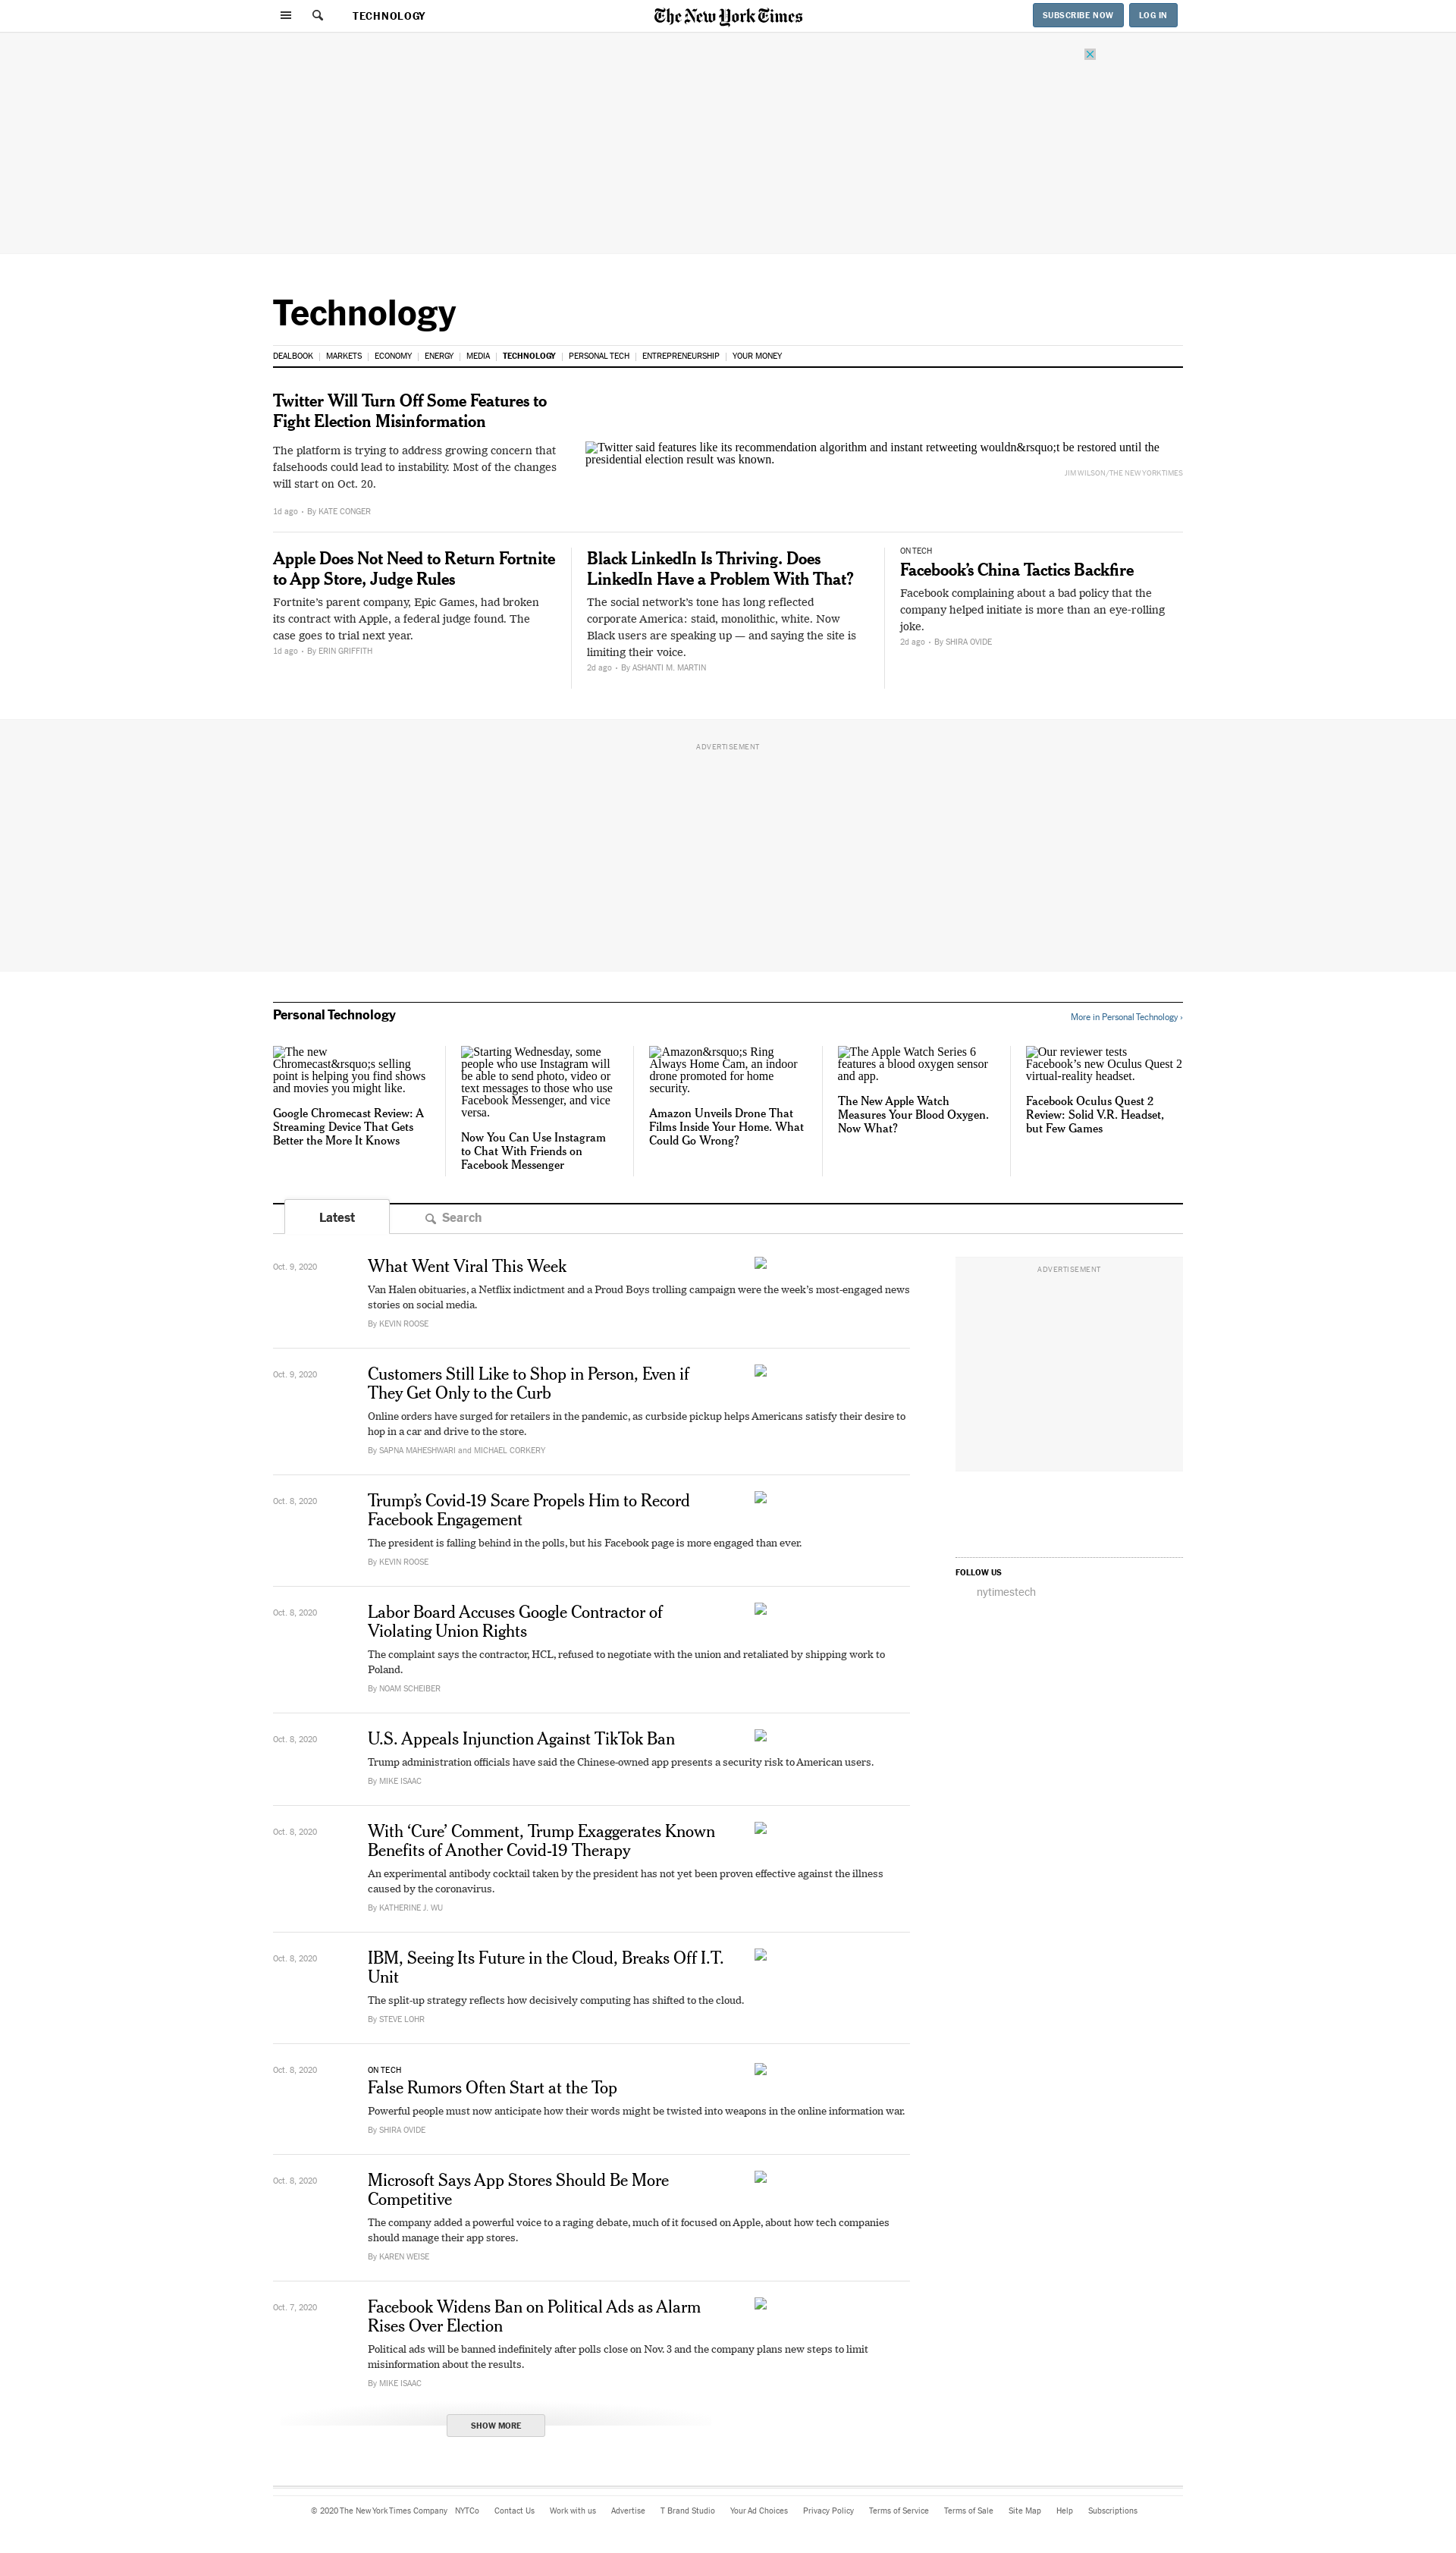 TECHNOLOGY
The New York Times
SUBSCRIBE NOW
LOG IN
Technology
DEALBOOK | MARKETS | ECONOMY | ENERGY | MEDIA | TECHNOLOGY | PERSONAL TECH | ENTREPRENEURSHIP | YOUR MONEY
Twitter Will Turn Off Some Features to
Fight Election Misinformation
The platform is trying to address growing concern that
falsehoods could lead to instability. Most of the changes
will start on Oct. 20.
1d ago • By KATE CONGER
Twitter said features like its recommendation algorithm and instant retweeting wouldn&rsquo;t be restored until the
presidential election result was known.
JIM WILSON/THE NEW YORK TIMES
Apple Does Not Need to Return Fortnite
to App Store, Judge Rules
Fortnite’s parent company, Epic Games, had broken
its contract with Apple, a federal judge found. The
case goes to trial next year.
1d ago • By ERIN GRIFFITH
Black LinkedIn Is Thriving. Does
LinkedIn Have a Problem With That?
The social network’s tone has long reflected
corporate America: staid, monolithic, white. Now
Black users are speaking up — and saying the site is
limiting their voice.
2d ago • By ASHANTI M. MARTIN
ON TECH
Facebook’s China Tactics Backfire
Facebook complaining about a bad policy that the
company helped initiate is more than an eye-rolling
joke.
2d ago • By SHIRA OVIDE
ADVERTISEMENT
Personal Technology
More in Personal Technology ›
The new
Chromecast&rsquo;s selling
point is helping you find shows
and movies you might like.
Google Chromecast Review: A
Streaming Device That Gets
Better the More It Knows
Starting Wednesday, some
people who use Instagram will
be able to send photo, video or
text messages to those who use
Facebook Messenger, and vice
versa.
Now You Can Use Instagram
to Chat With Friends on
Facebook Messenger
Amazon&rsquo;s Ring
Always Home Cam, an indoor
drone promoted for home
security.
Amazon Unveils Drone That
Films Inside Your Home. What
Could Go Wrong?
The Apple Watch Series 6
features a blood oxygen sensor
and app.
The New Apple Watch
Measures Your Blood Oxygen.
Now What?
Our reviewer tests
Facebook’s new Oculus Quest 2
virtual-reality headset.
Facebook Oculus Quest 2
Review: Solid V.R. Headset,
but Few Games
Latest
Search
Oct. 9, 2020
What Went Viral This Week
Van Halen obituaries, a Netflix indictment and a Proud Boys trolling campaign were the week’s most-engaged news
stories on social media.
By KEVIN ROOSE
Oct. 9, 2020
Customers Still Like to Shop in Person, Even if
They Get Only to the Curb
Online orders have surged for retailers in the pandemic, as curbside pickup helps Americans satisfy their desire to
hop in a car and drive to the store.
By SAPNA MAHESHWARI and MICHAEL CORKERY
Oct. 8, 2020
Trump’s Covid-19 Scare Propels Him to Record
Facebook Engagement
The president is falling behind in the polls, but his Facebook page is more engaged than ever.
By KEVIN ROOSE
Oct. 8, 2020
Labor Board Accuses Google Contractor of
Violating Union Rights
The complaint says the contractor, HCL, refused to negotiate with the union and retaliated by shipping work to
Poland.
By NOAM SCHEIBER
Oct. 8, 2020
U.S. Appeals Injunction Against TikTok Ban
Trump administration officials have said the Chinese-owned app presents a security risk to American users.
By MIKE ISAAC
Oct. 8, 2020
With ‘Cure’ Comment, Trump Exaggerates Known
Benefits of Another Covid-19 Therapy
An experimental antibody cocktail taken by the president has not yet been proven effective against the illness
caused by the coronavirus.
By KATHERINE J. WU
Oct. 8, 2020
IBM, Seeing Its Future in the Cloud, Breaks Off I.T.
Unit
The split-up strategy reflects how decisively computing has shifted to the cloud.
By STEVE LOHR
Oct. 8, 2020
ON TECH
False Rumors Often Start at the Top
Powerful people must now anticipate how their words might be twisted into weapons in the online information war.
By SHIRA OVIDE
Oct. 8, 2020
Microsoft Says App Stores Should Be More
Competitive
The company added a powerful voice to a raging debate, much of it focused on Apple, about how tech companies
should manage their app stores.
By KAREN WEISE
Oct. 7, 2020
Facebook Widens Ban on Political Ads as Alarm
Rises Over Election
Political ads will be banned indefinitely after polls close on Nov. 3 and the company plans new steps to limit
misinformation about the results.
By MIKE ISAAC
SHOW MORE
ADVERTISEMENT
FOLLOW US
nytimestech
© 2020 The New York Times Company NYTCo Contact Us Work with us Advertise T Brand Studio Your Ad Choices Privacy Policy Terms of Service Terms of Sale Site Map Help Subscriptions